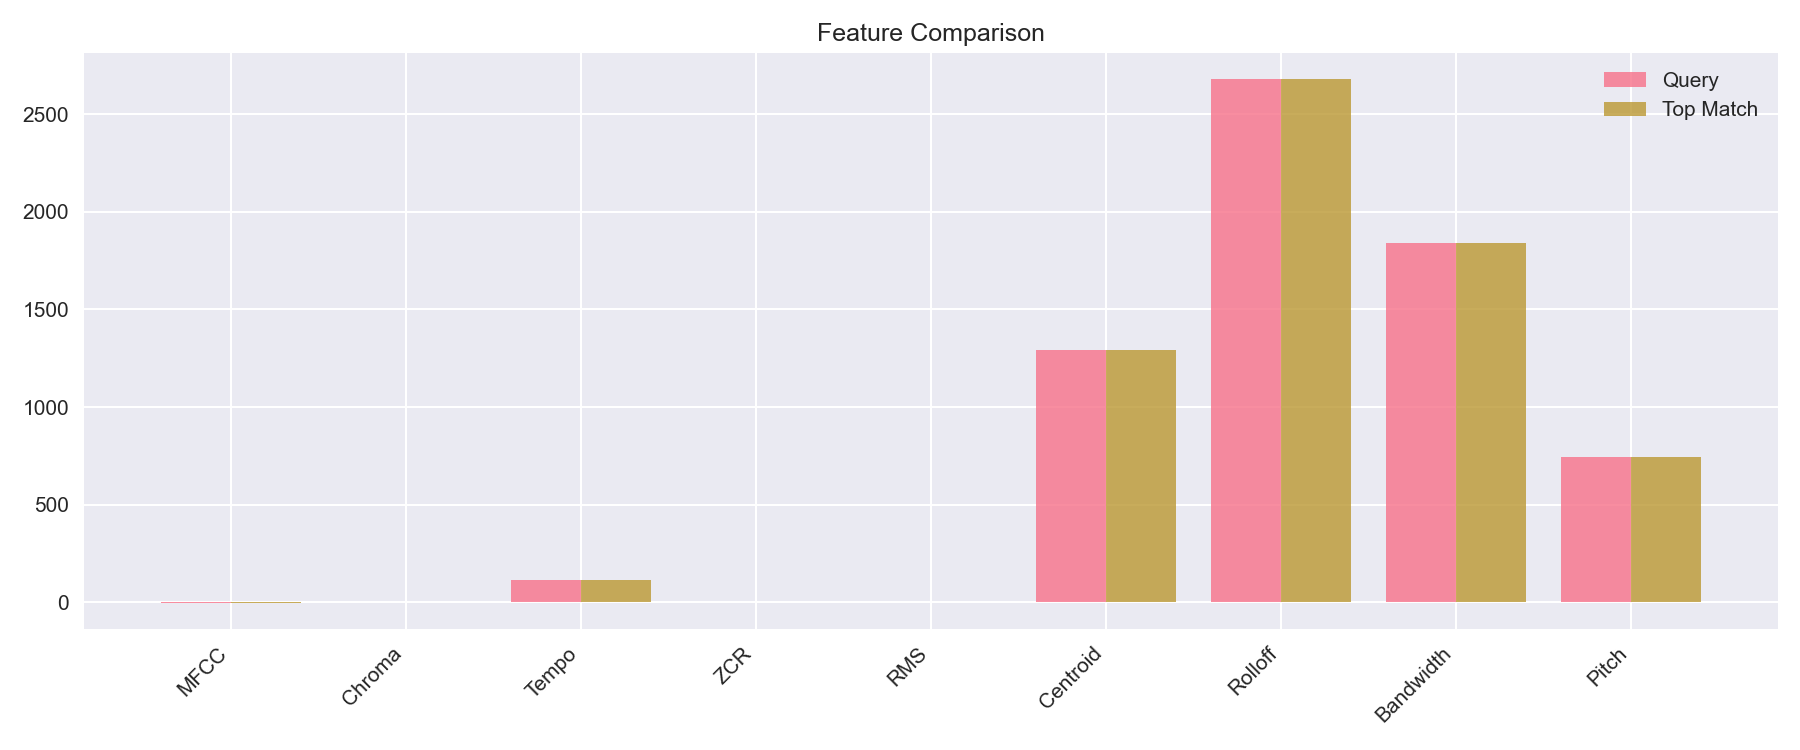 Feature Comparison
Query
Top Match
2500
2000
1500
1000
500
0
MFCC
Chroma
Tempo
ZCR
RMS
Centroid
Rolloff
Bandwidth
Pitch